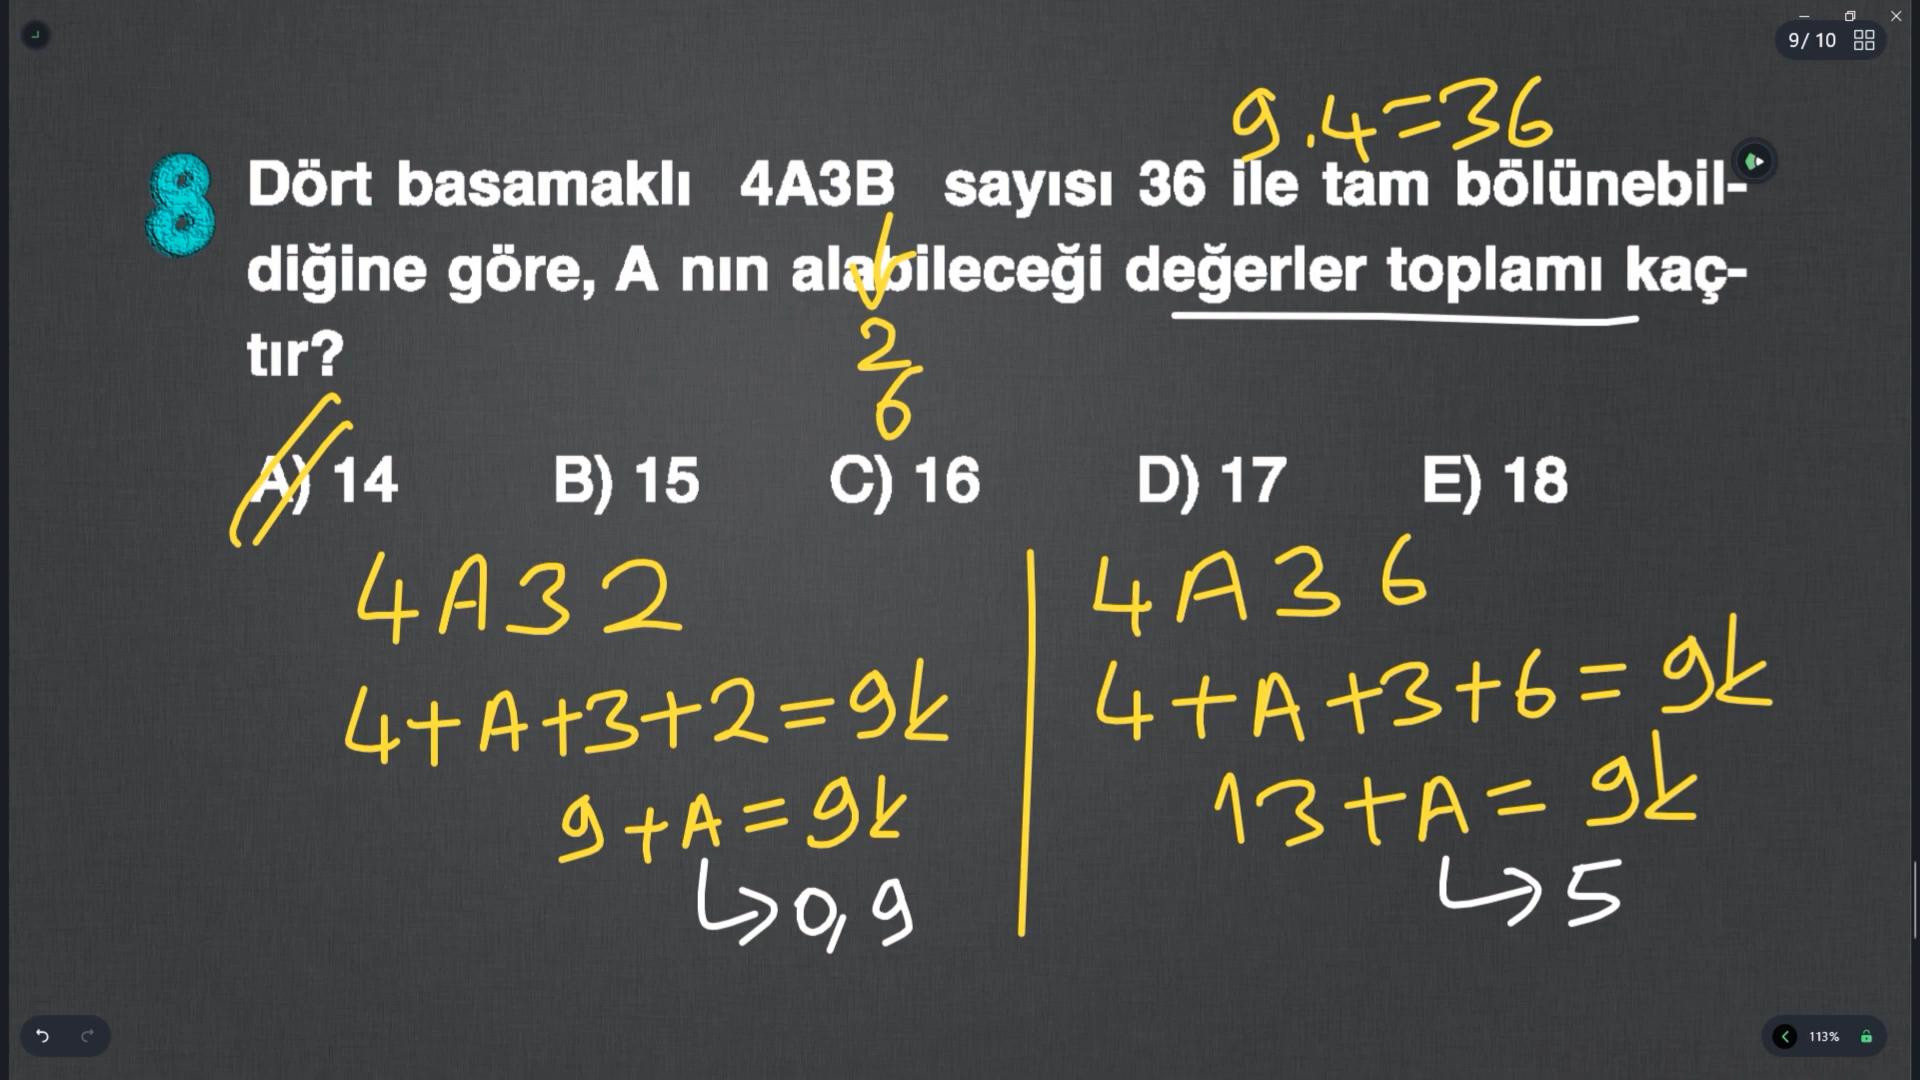 9/ 10
9.4=36
8 Dört basamaklı 4A3B sayısı 36 ile tam bölünebil-
diğine göre, A nın alabileceği değerler toplamı kaç-
tır?
2
6
A) 14 B) 15 C) 16 D) 17 E) 18
4A32
4+A+3+2=9k
9+A=9k
0,9
4A36
4+A+3+6=9k
13+A=9k
5
113%